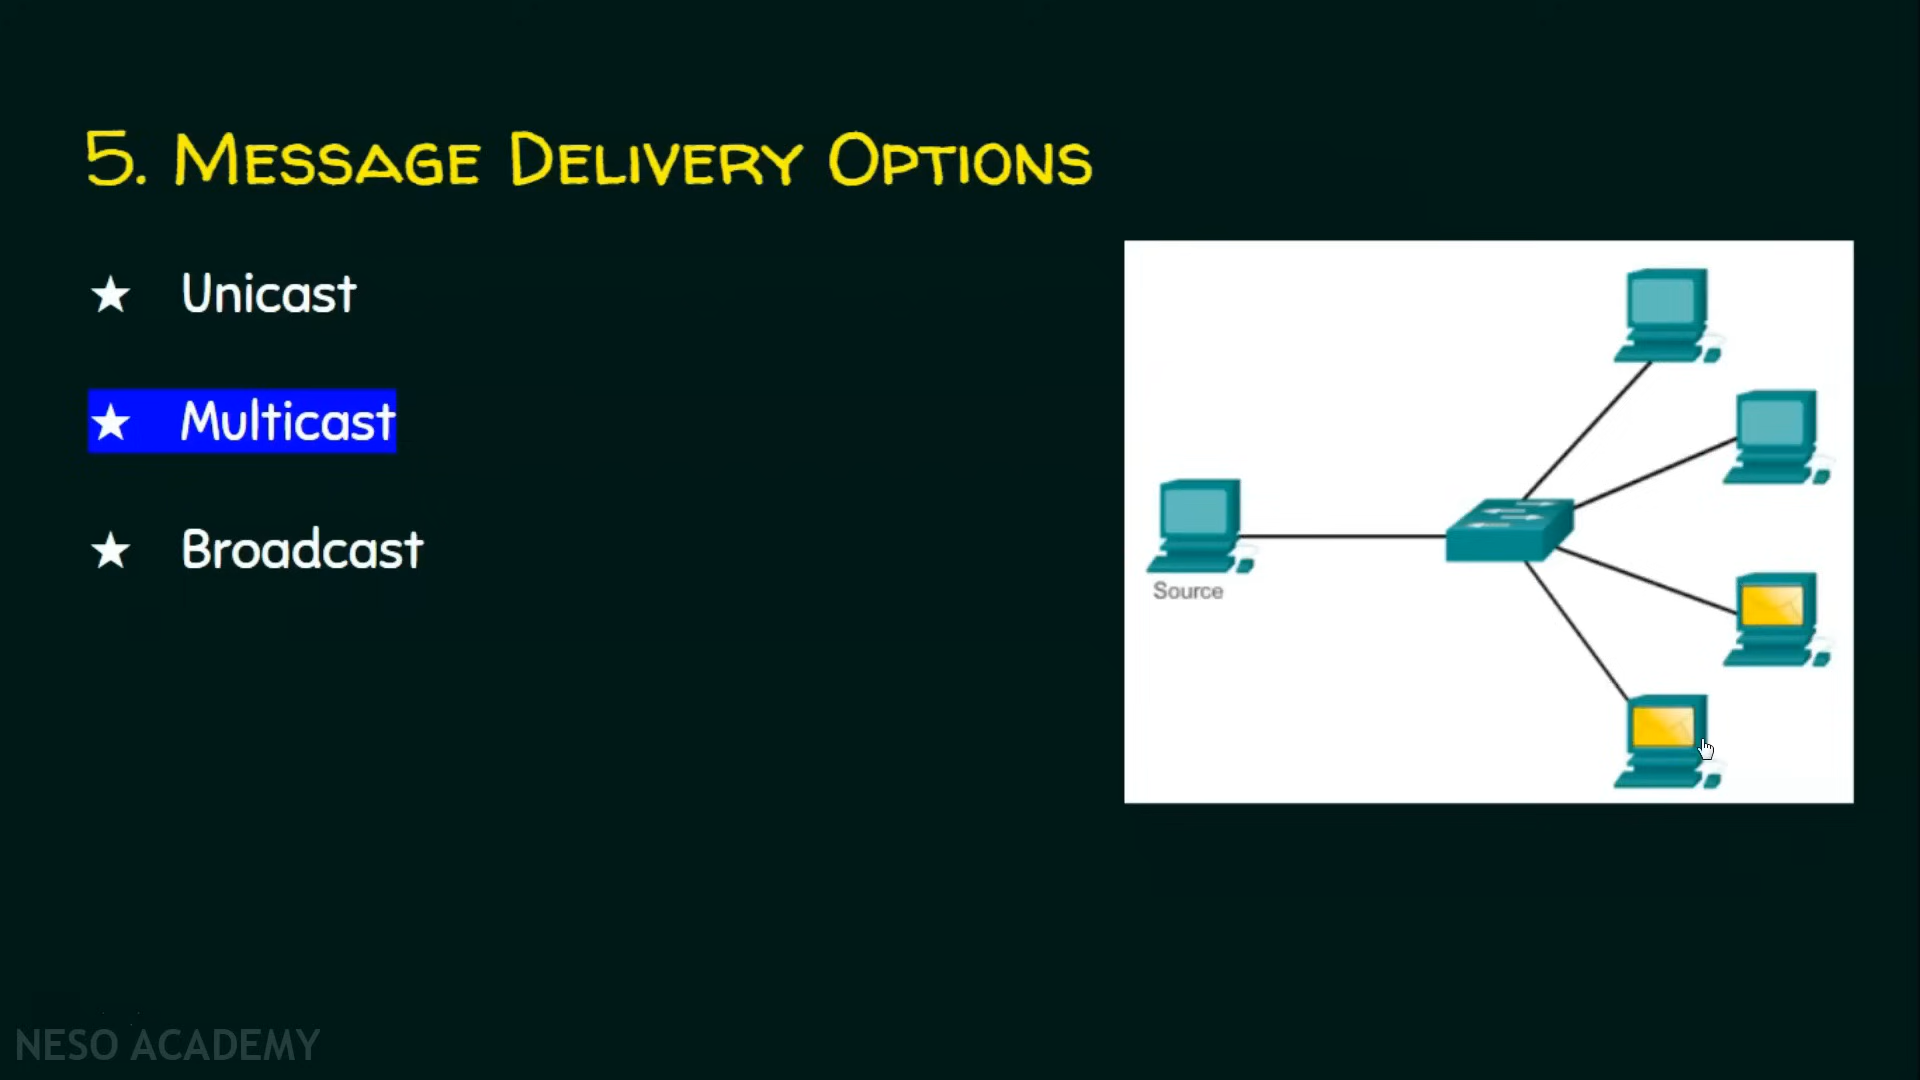 5. Message Delivery Options
★ Unicast
★ Multicast
★ Broadcast
Source
NESO ACADEMY